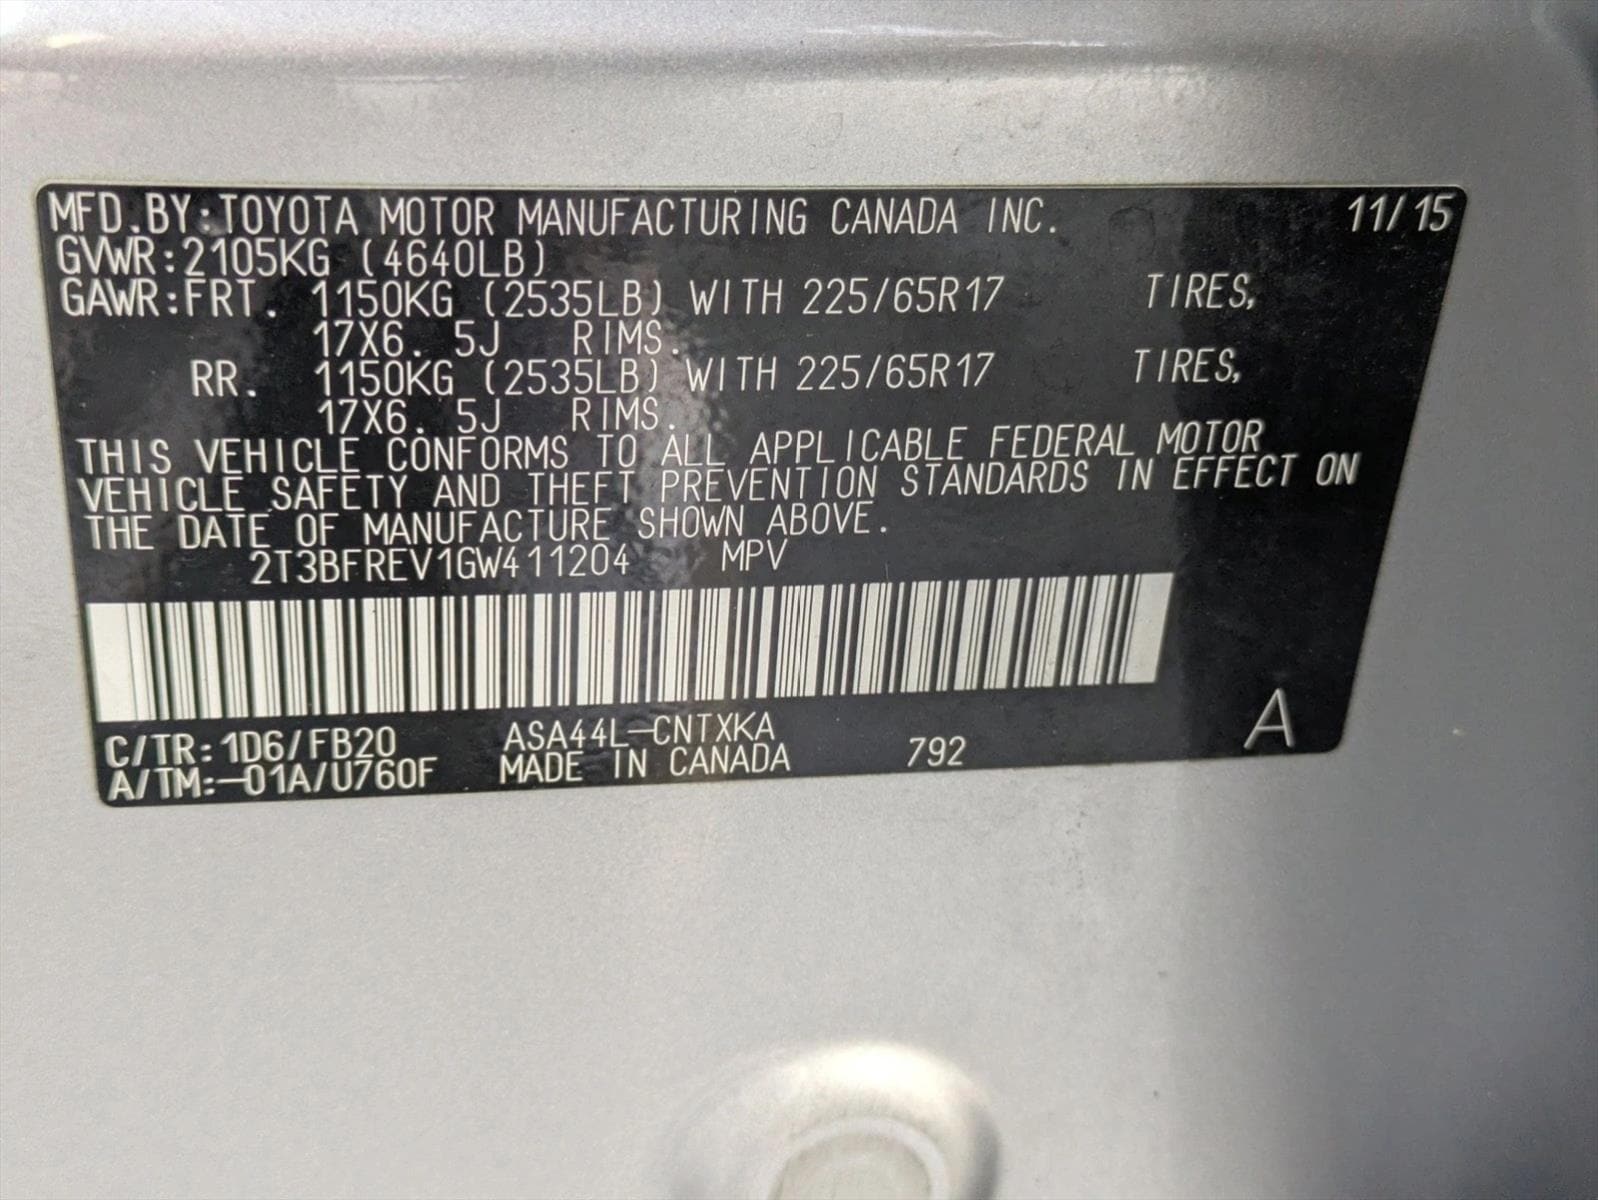 MFD.BY:TOYOTA MOTOR MANUFACTURING CANADA INC. 11/15
GVWR:2105KG (4640LB)
GAWR:FRT. 1150KG (2535LB) WITH 225/65R17 TIRES,
17X6. 5J RIMS.
RR. 1150KG (2535LB) WITH 225/65R17 TIRES,
17X6. 5J RIMS.
THIS VEHICLE CONFORMS TO ALL APPLICABLE FEDERAL MOTOR
VEHICLE SAFETY AND THEFT PREVENTION STANDARDS IN EFFECT ON
THE DATE OF MANUFACTURE SHOWN ABOVE.
2T3BFREV1GW411204 MPV
C/TR:1D6/FB20 ASA44L-CNTXKA 792 A
A/TM:-01A/U760F MADE IN CANADA